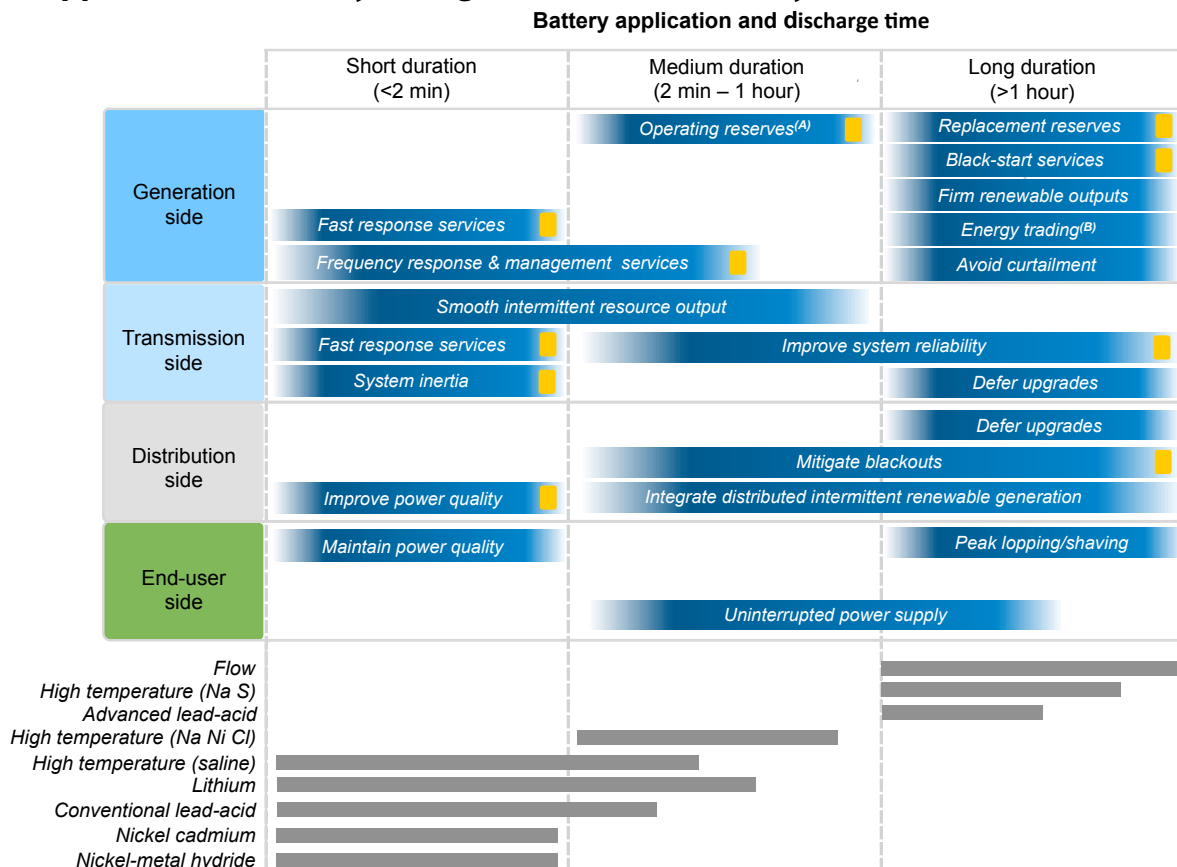 Battery application and discharge time
Short duration
(<2 min)
Medium duration
(2 min – 1 hour)
Long duration
(>1 hour)
Generation
side
Operating reserves(A)
Replacement reserves
Black-start services
Firm renewable outputs
Fast response services
Energy trading(B)
Frequency response & management services
Avoid curtailment
Transmission
side
Smooth intermittent resource output
Fast response services
Improve system reliability
System inertia
Defer upgrades
Distribution
side
Defer upgrades
Mitigate blackouts
Improve power quality
Integrate distributed intermittent renewable generation
End-user
side
Maintain power quality
Peak lopping/shaving
Uninterrupted power supply
Flow
High temperature (Na S)
Advanced lead-acid
High temperature (Na Ni Cl)
High temperature (saline)
Lithium
Conventional lead-acid
Nickel cadmium
Nickel-metal hydride